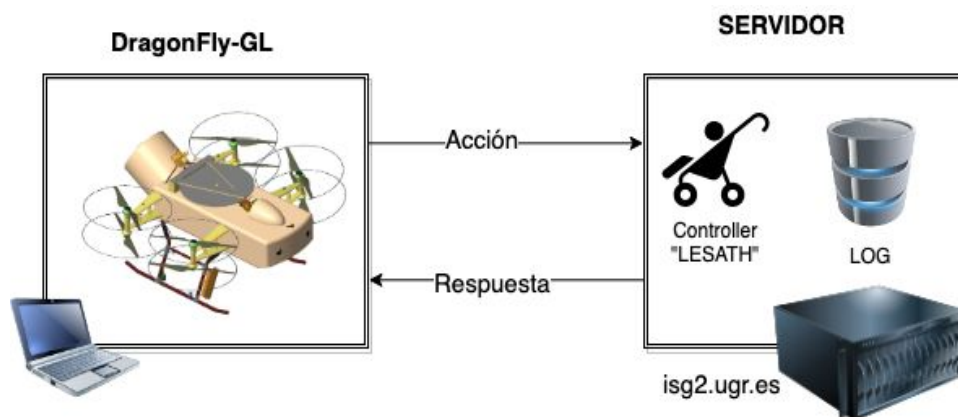 DragonFly-GL
SERVIDOR
Acción
Controller
"LESATH"
LOG
Respuesta
isg2.ugr.es